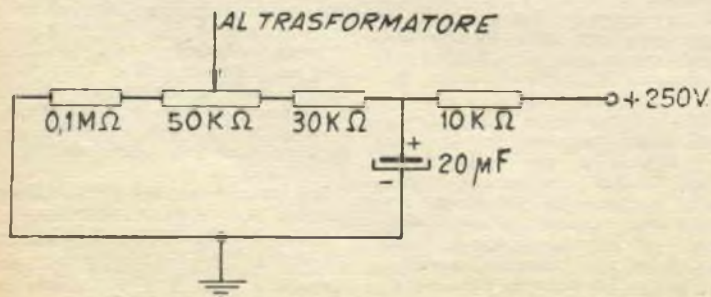 AL TRASFORMATORE
0,1MΩ 50KΩ 30KΩ 10KΩ +250V
+
20µF
-